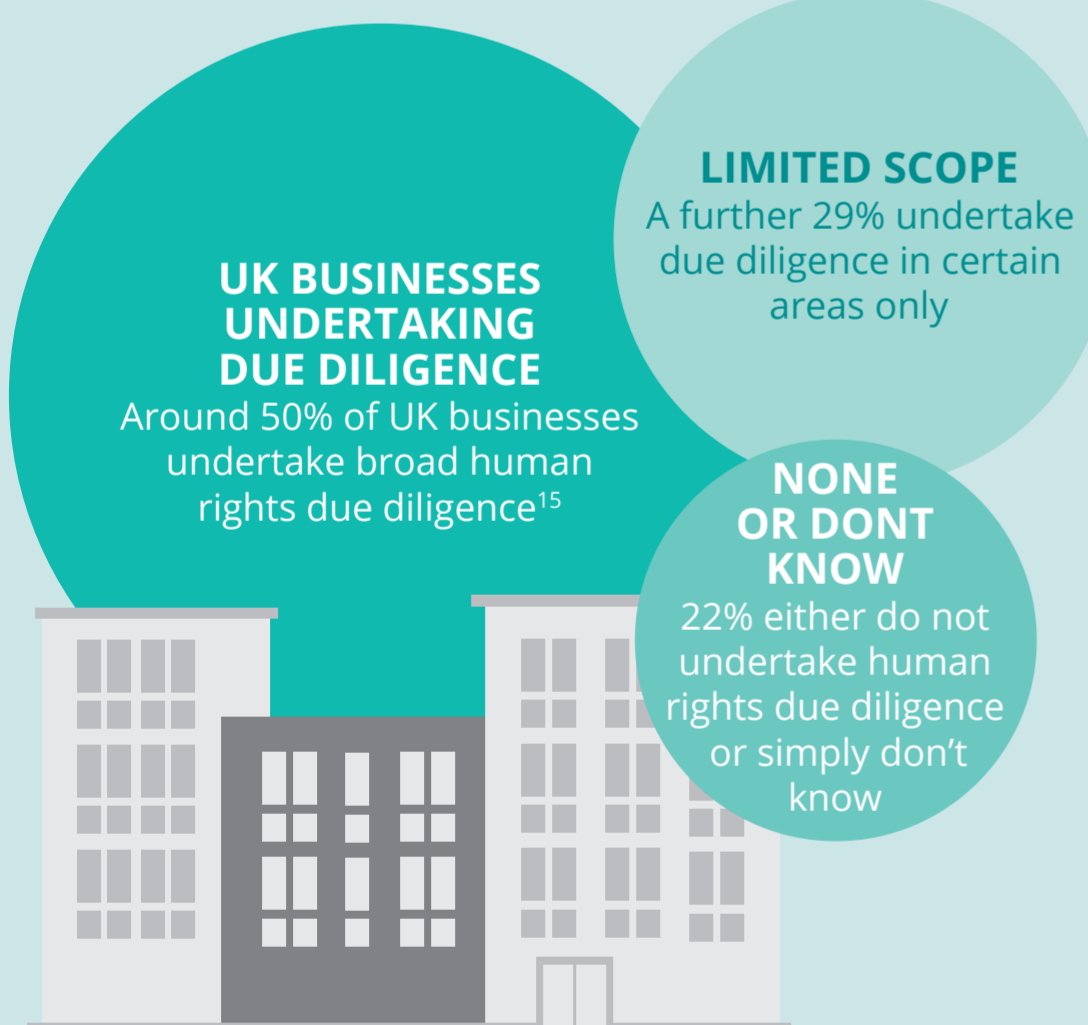 UK BUSINESSES
UNDERTAKING
DUE DILIGENCE
Around 50% of UK businesses
undertake broad human
rights due diligence¹⁵
LIMITED SCOPE
A further 29% undertake
due diligence in certain
areas only
NONE
OR DONT
KNOW
22% either do not
undertake human
rights due diligence
or simply don’t
know